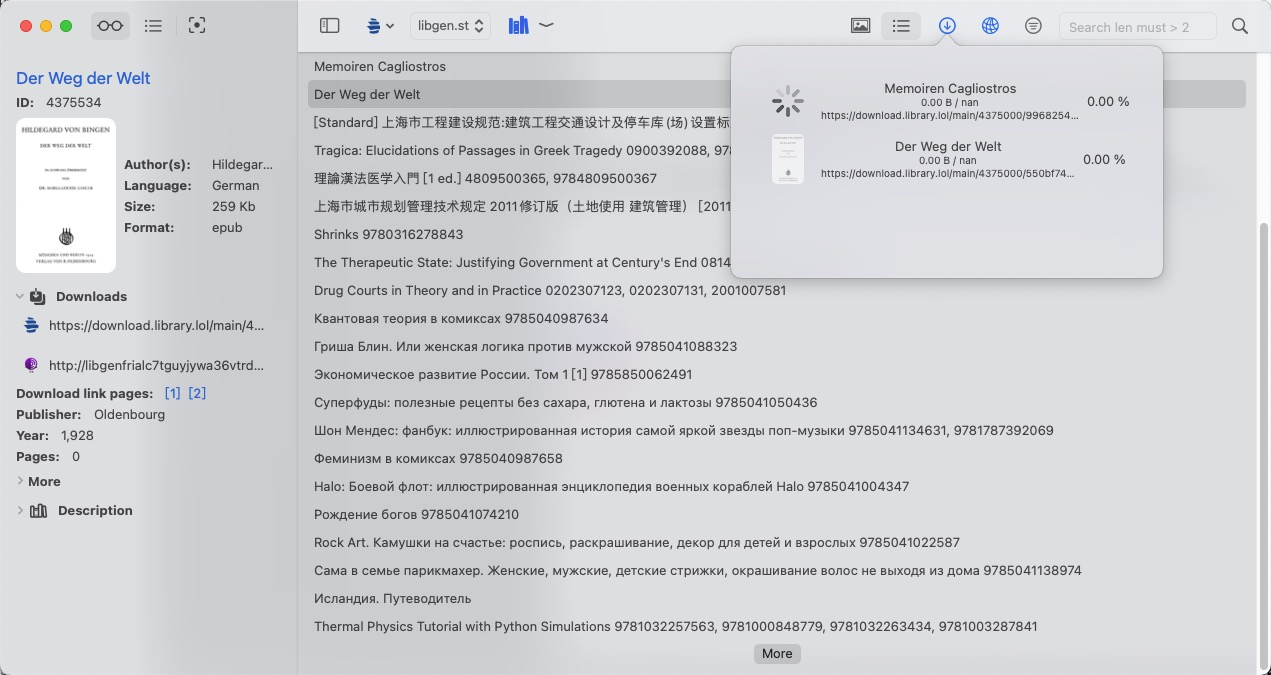 libgen.st
Search len must > 2
Der Weg der Welt
ID: 4375534
HILDEGARD VON BINGEN
DER WEG DER WELT
Author(s): Hildegar...
Language: German
Size: 259 Kb
Format: epub
Downloads
https://download.library.lol/main/4...
http://libgenfrialc7tguyjywa36vtrd...
Download link pages: [1] [2]
Publisher: Oldenbourg
Year: 1,928
Pages: 0
More
Description
Memoiren Cagliostros
Der Weg der Welt
[Standard] 上海市工程建设规范:建筑工程交通设计及停车库(场)设置标
Tragica: Elucidations of Passages in Greek Tragedy 0900392088, 978
理論漢法医学入門 [1 ed.] 4809500365, 9784809500367
上海市城市规划管理技术规定 2011修订版（土地使用 建筑管理） [2011
Shrinks 9780316278843
The Therapeutic State: Justifying Government at Century's End 0814
Drug Courts in Theory and in Practice 0202307123, 0202307131, 2001007581
Квантовая теория в комиксах 9785040987634
Гриша Блин. Или женская логика против мужской 9785041088323
Экономическое развитие России. Том 1 [1] 9785850062491
Суперфуды: полезные рецепты без сахара, глютена и лактозы 9785041050436
Шон Мендес: фанбук: иллюстрированная история самой яркой звезды поп-музыки 9785041134631, 9781787392069
Феминизм в комиксах 9785040987658
Halo: Боевой флот: иллюстрированная энциклопедия военных кораблей Halo 9785041004347
Рождение богов 9785041074210
Rock Art. Камушки на счастье: роспись, раскрашивание, декор для детей и взрослых 9785041022587
Сама в семье парикмахер. Женские, мужские, детские стрижки, окрашивание волос не выходя из дома 9785041138974
Исландия. Путеводитель
Thermal Physics Tutorial with Python Simulations 9781032257563, 9781000848779, 9781032263434, 9781003287841
More
Memoiren Cagliostros
0.00 B / nan
https://download.library.lol/main/4375000/9968254...
0.00 %
Der Weg der Welt
0.00 B / nan
https://download.library.lol/main/4375000/550bf74...
0.00 %